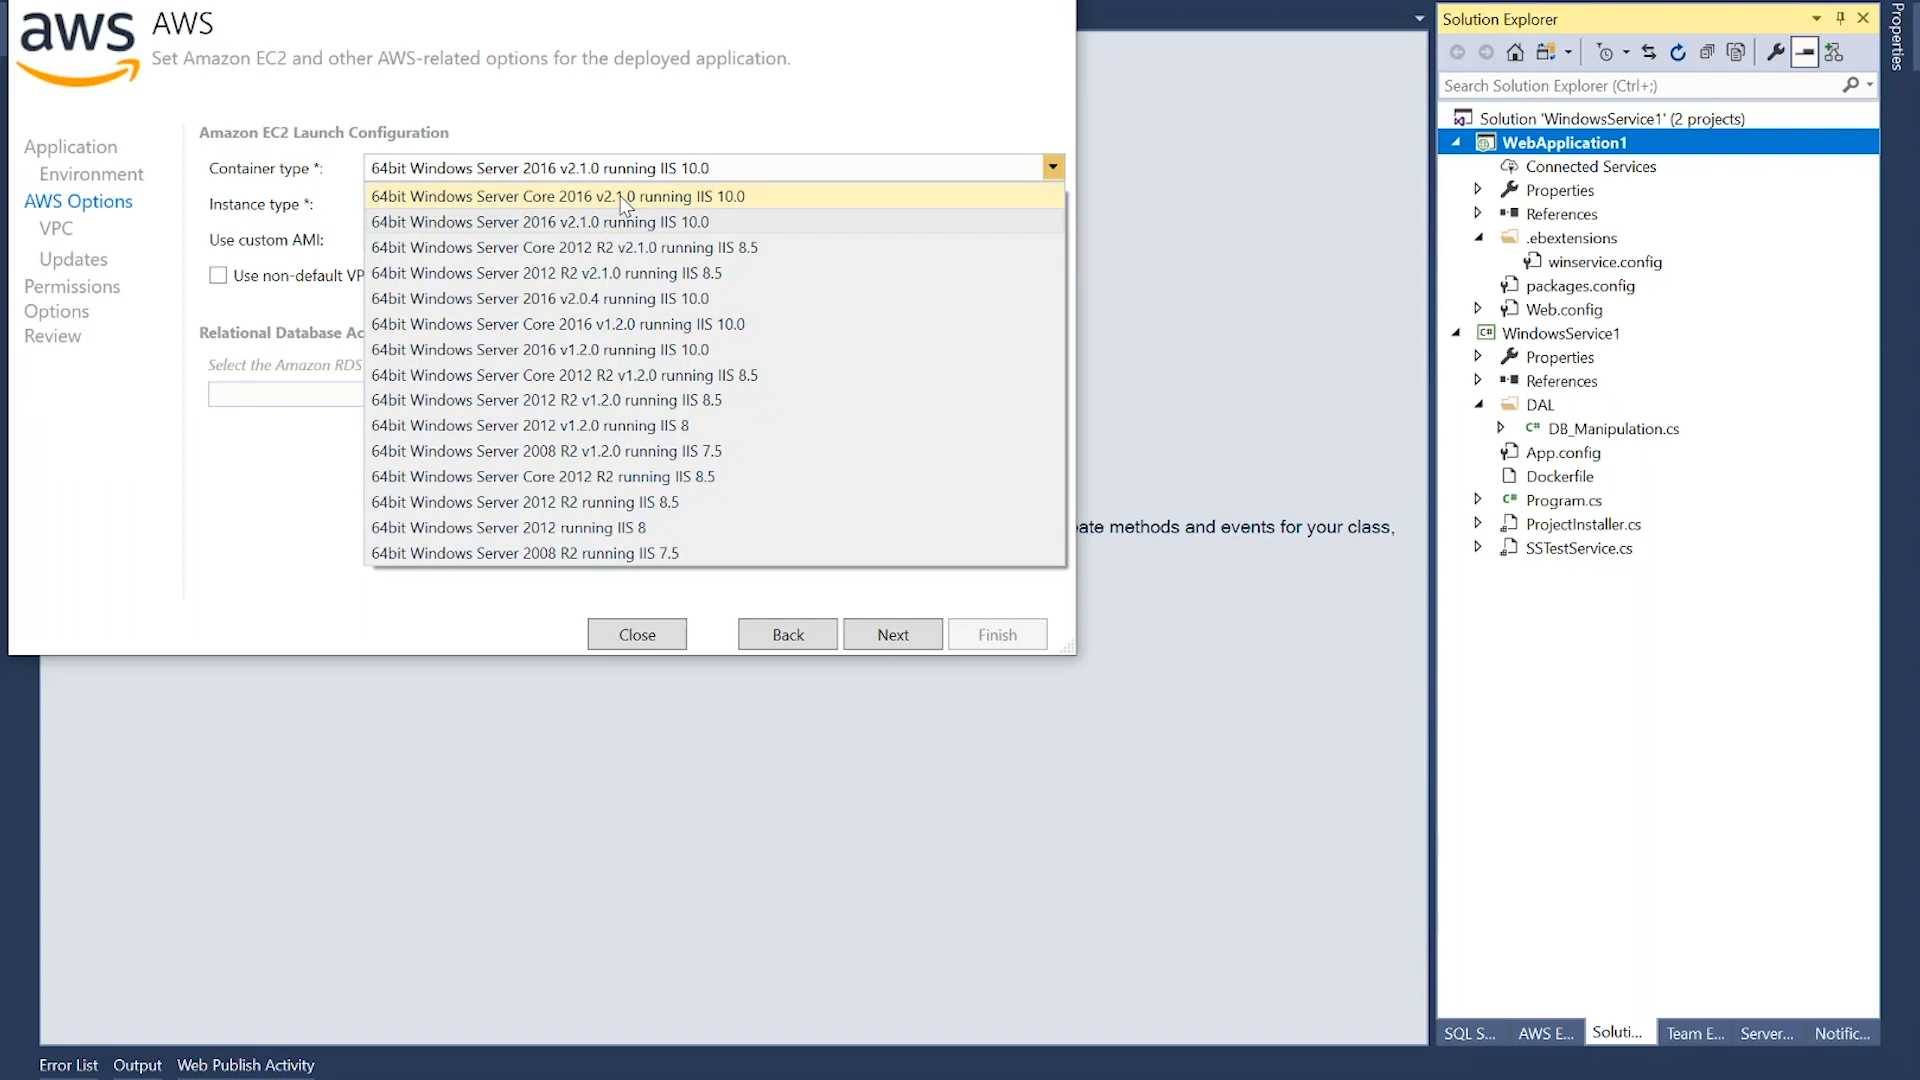 aws
AWS
Set Amazon EC2 and other AWS-related options for the deployed application.
Application
Environment
AWS Options
VPC
Updates
Permissions
Options
Review
Amazon EC2 Launch Configuration
Container type *:
64bit Windows Server 2016 v2.1.0 running IIS 10.0
Instance type *:
Use custom AMI:
Use non-default VP
Relational Database Ac
Select the Amazon RDS
64bit Windows Server Core 2016 v2.1.0 running IIS 10.0
64bit Windows Server 2016 v2.1.0 running IIS 10.0
64bit Windows Server Core 2012 R2 v2.1.0 running IIS 8.5
64bit Windows Server 2012 R2 v2.1.0 running IIS 8.5
64bit Windows Server 2016 v2.0.4 running IIS 10.0
64bit Windows Server Core 2016 v1.2.0 running IIS 10.0
64bit Windows Server 2016 v1.2.0 running IIS 10.0
64bit Windows Server Core 2012 R2 v1.2.0 running IIS 8.5
64bit Windows Server 2012 R2 v1.2.0 running IIS 8.5
64bit Windows Server 2012 v1.2.0 running IIS 8
64bit Windows Server 2008 R2 v1.2.0 running IIS 7.5
64bit Windows Server Core 2012 R2 running IIS 8.5
64bit Windows Server 2012 R2 running IIS 8.5
64bit Windows Server 2012 running IIS 8
64bit Windows Server 2008 R2 running IIS 7.5
Close
Back
Next
Finish
ate methods and events for your class,
Solution Explorer
Search Solution Explorer (Ctrl+;)
Solution 'WindowsService1' (2 projects)
WebApplication1
Connected Services
Properties
References
.ebextensions
winservice.config
packages.config
Web.config
C# WindowsService1
Properties
References
DAL
C# DB_Manipulation.cs
App.config
Dockerfile
C# Program.cs
ProjectInstaller.cs
SSTestService.cs
SQL S...
AWS E...
Soluti...
Team E...
Server...
Notific...
Properties
Error List
Output
Web Publish Activity